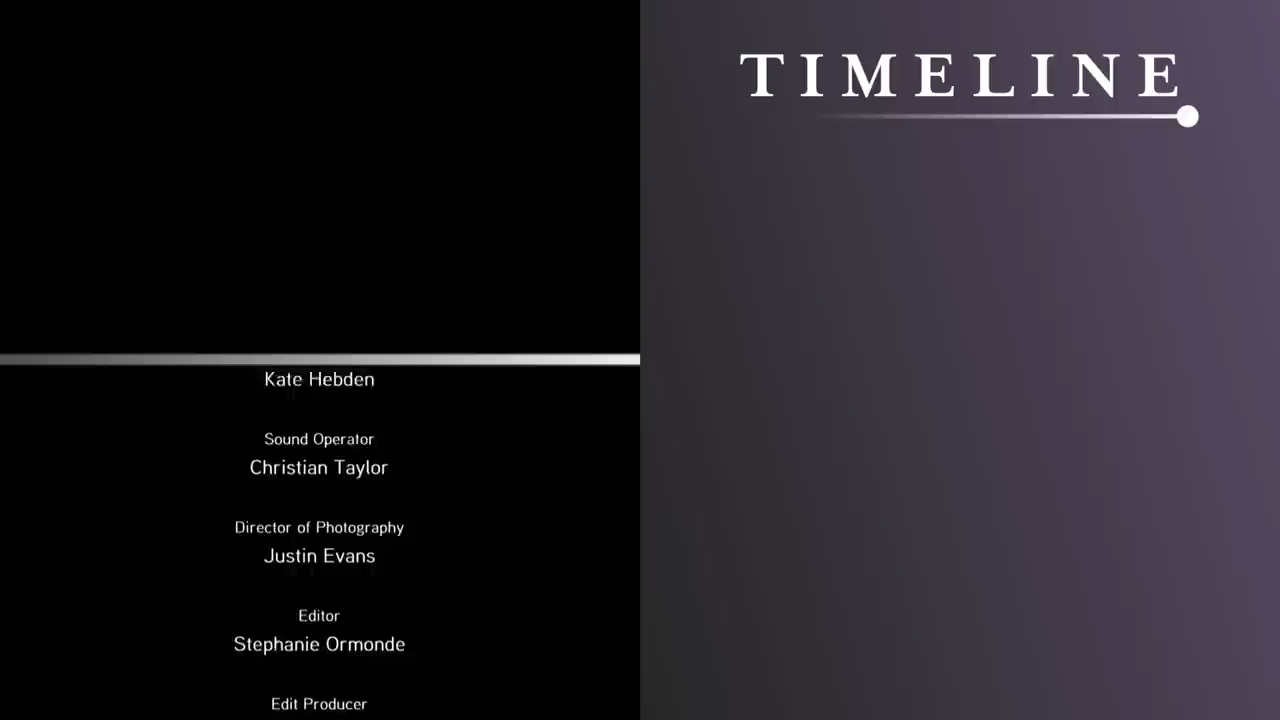 TIMELINE
Kate Hebden
Sound Operator
Christian Taylor
Director of Photography
Justin Evans
Editor
Stephanie Ormonde
Edit Producer